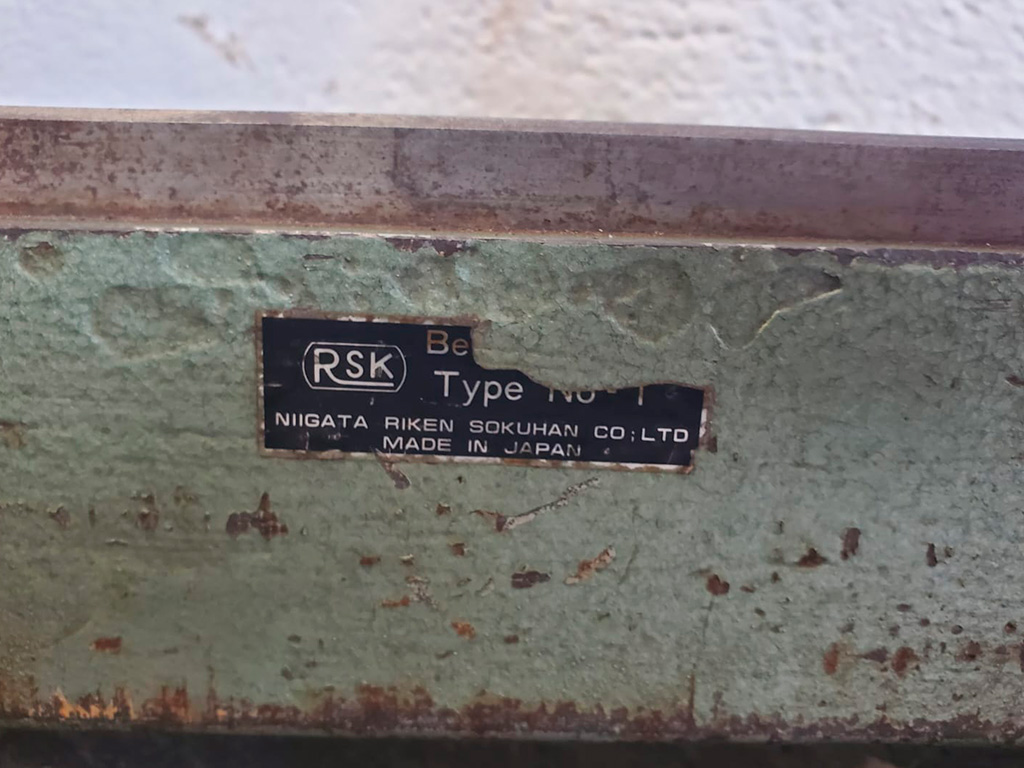 RSK
Be
Type No - 1
NIIGATA RIKEN SOKUHAN CO;LTD
MADE IN JAPAN